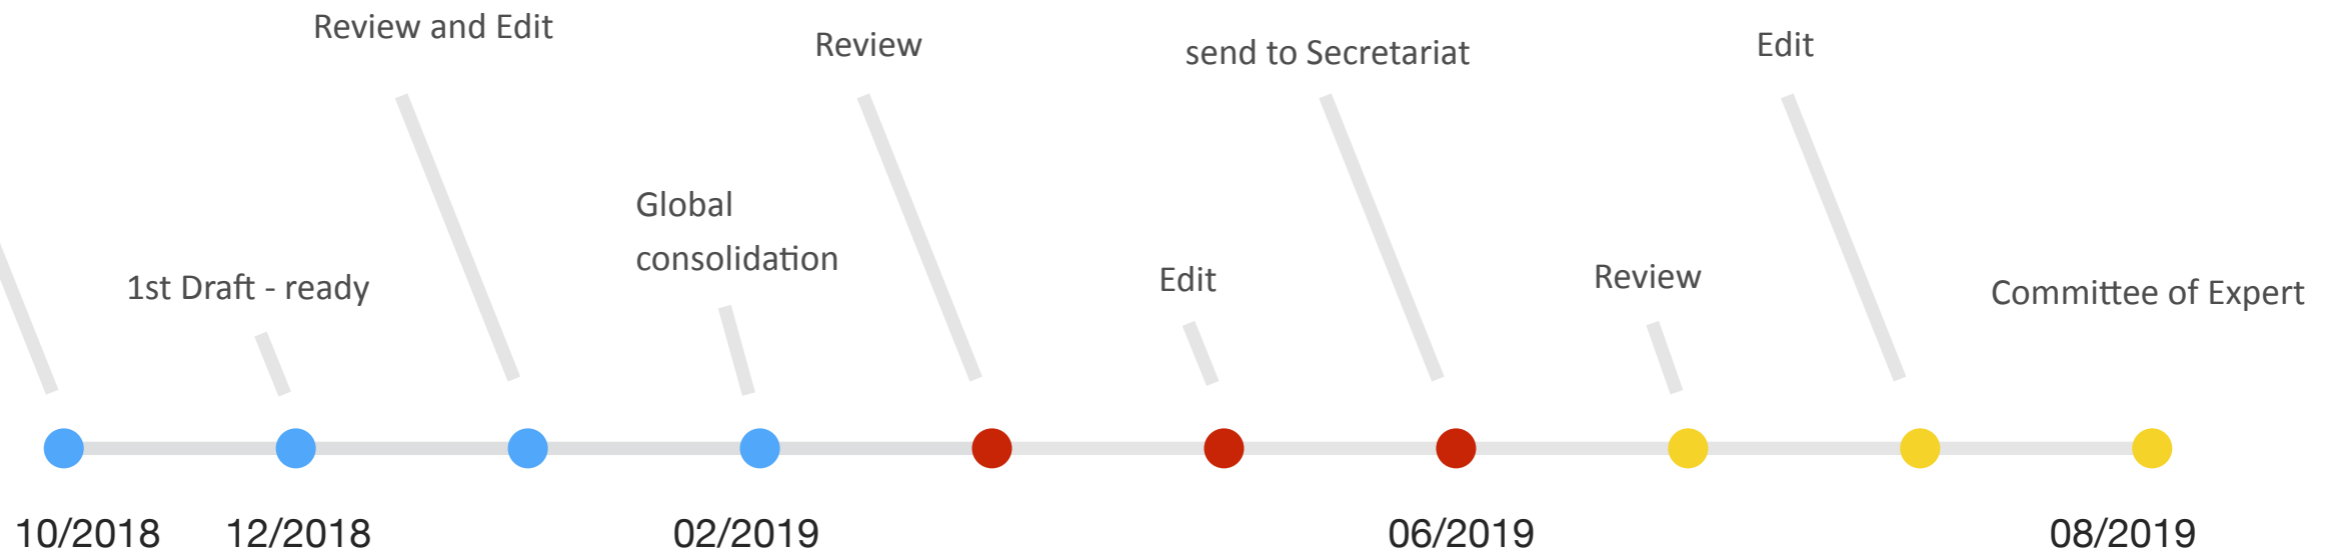 Review and Edit
Review
send to Secretariat
Edit
Global
consolidation
1st Draft - ready
Edit
Review
Committee of Expert
10/2018
12/2018
02/2019
06/2019
08/2019